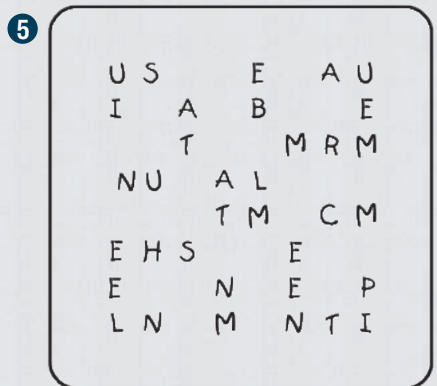 5
U S E A U
I A B E
T M R M
N U A L
T M C M
E H S E
E N E P
L N M N T I